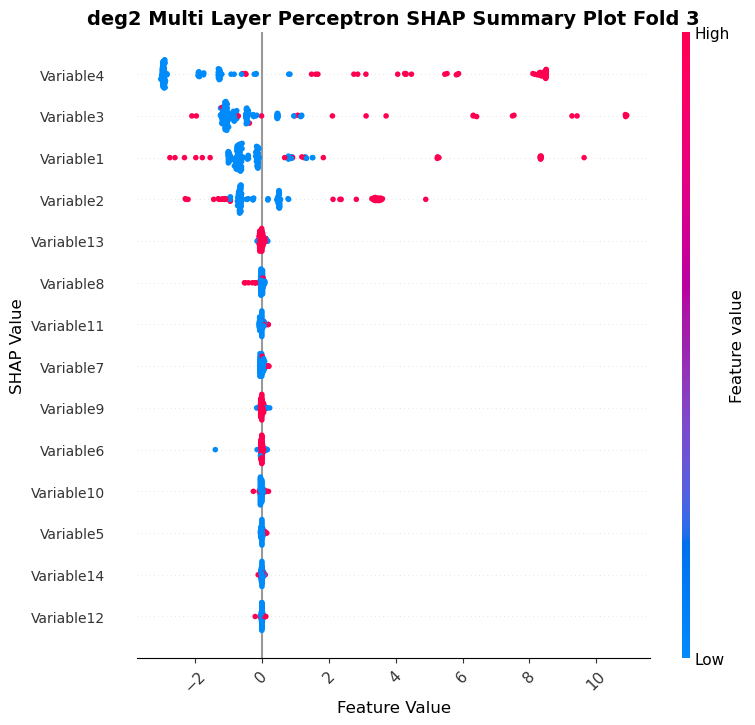 deg2 Multi Layer Perceptron SHAP Summary Plot Fold 3
High
Variable4
Variable3
Variable1
Variable2
Variable13
Variable8
Variable11
Variable7
Variable9
Variable6
Variable10
Variable5
Variable14
Variable12
SHAP Value
Feature value
Low
−2
0
2
4
6
8
10
Feature Value